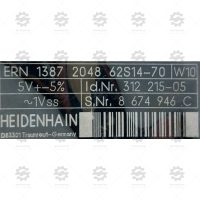 ERN 1387 2048 62S14-70 W10
5V+-5% Id.Nr. 312 215-05
~1Vss S.Nr. 8 674 946 C
HEIDENHAIN
D83301 Traunreut-Germany